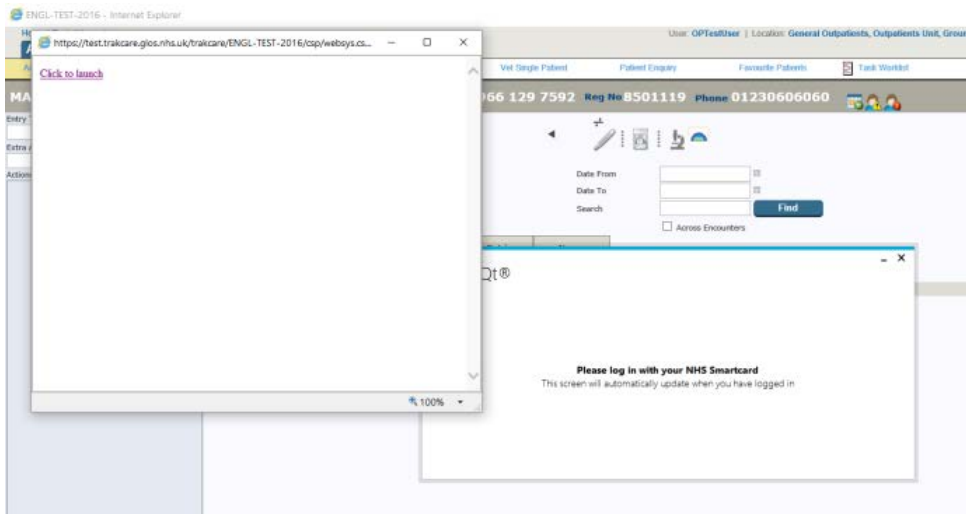 ENGL-TEST-2016 - Internet Explorer
User OPTestUser | Location: General Outpatients, Outpatients Unit, Groun
https://test.trakcare.glos.nhs.uk/trakcare/ENGL-TEST-2016/csp/websys.cs...
Click to launch
Vet Single Patient Patient Enquiry Favourite Patients Task Worklist
MA 966 129 7592 Reg No 8501119 Phone 01230606060
Entry
Extra
Action
Date From
Date To
Search Find
Across Encounters
Qt®
Please log in with your NHS Smartcard
This screen will automatically update when you have logged in
100%